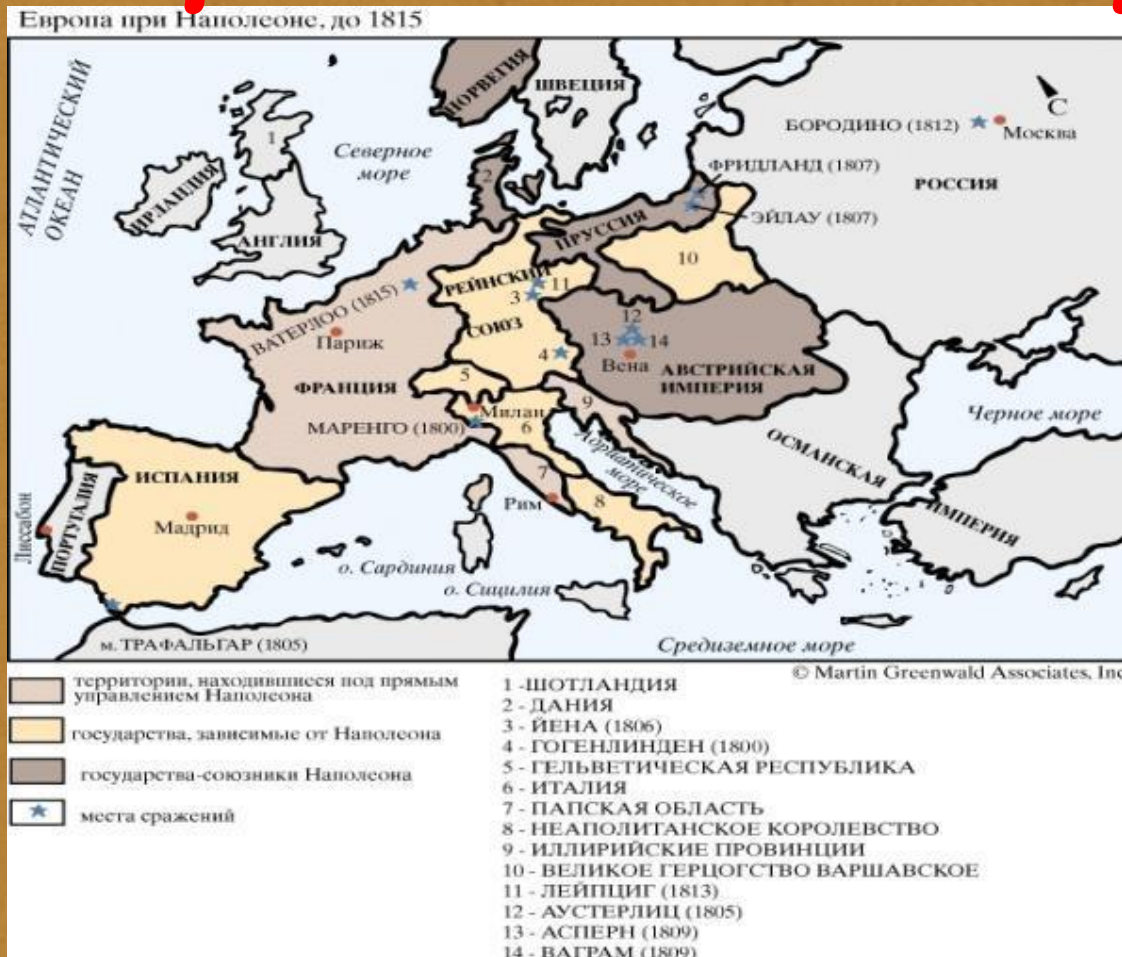 Европа при Наполеоне, до 1815
АТЛАНТИЧЕСКИЙ
ОКЕАН
НОРВЕГИЯ
ШВЕЦИЯ
С
БОРОДИНО (1812)
Москва
1
Северное
море
2
ФРИДЛАНД (1807)
РОССИЯ
ИРЛАНДИЯ
ЭЙЛАУ (1807)
АНГЛИЯ
ПРУССИЯ
10
РЕЙНСКИЙ
11
3
ВАТЕРЛОО (1815)
СОЮЗ
12
Париж
13
14
4
Вена
АВСТРИЙСКАЯ
ИМПЕРИЯ
ФРАНЦИЯ
5
9
Милан
Черное море
МАРЕНГО (1800)
6
Адриатическое
море
ОСМАНСКАЯ
ИМПЕРИЯ
ИСПАНИЯ
7
Рим
8
Лиссабон
ПОРТУГАЛИЯ
Мадрид
о. Сардиния
о. Сицилия
м. ТРАФАЛЬГАР (1805)
Средиземное море
© Martin Greenwald Associates, Inc
территории, находившиеся под прямым
управлением Наполеона
государства, зависимые от Наполеона
государства-союзники Наполеона
места сражений
1 -ШОТЛАНДИЯ
2 - ДАНИЯ
3 - ЙЕНА (1806)
4 - ГОГЕНЛИНДЕН (1800)
5 - ГЕЛЬВЕТИЧЕСКАЯ РЕСПУБЛИКА
6 - ИТАЛИЯ
7 - ПАПСКАЯ ОБЛАСТЬ
8 - НЕАПОЛИТАНСКОЕ КОРОЛЕВСТВО
9 - ИЛЛИРИЙСКИЕ ПРОВИНЦИИ
10 - ВЕЛИКОЕ ГЕРЦОГСТВО ВАРШАВСКОЕ
11 - ЛЕЙПЦИГ (1813)
12 - АУСТЕРЛИЦ (1805)
13 - АСПЕРН (1809)
14 - ВАГРАМ (1809)